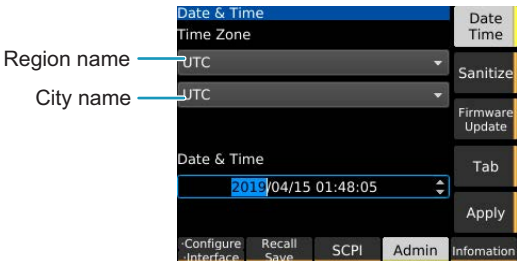 Date & Time
Time Zone
Region name
UTC
City name
UTC
Date & Time
2019/04/15 01:48:05
Date
Time
Sanitize
Firmware
Update
Tab
Apply
·Configure
·Interface
Recall
Save
SCPI
Admin
Infomation